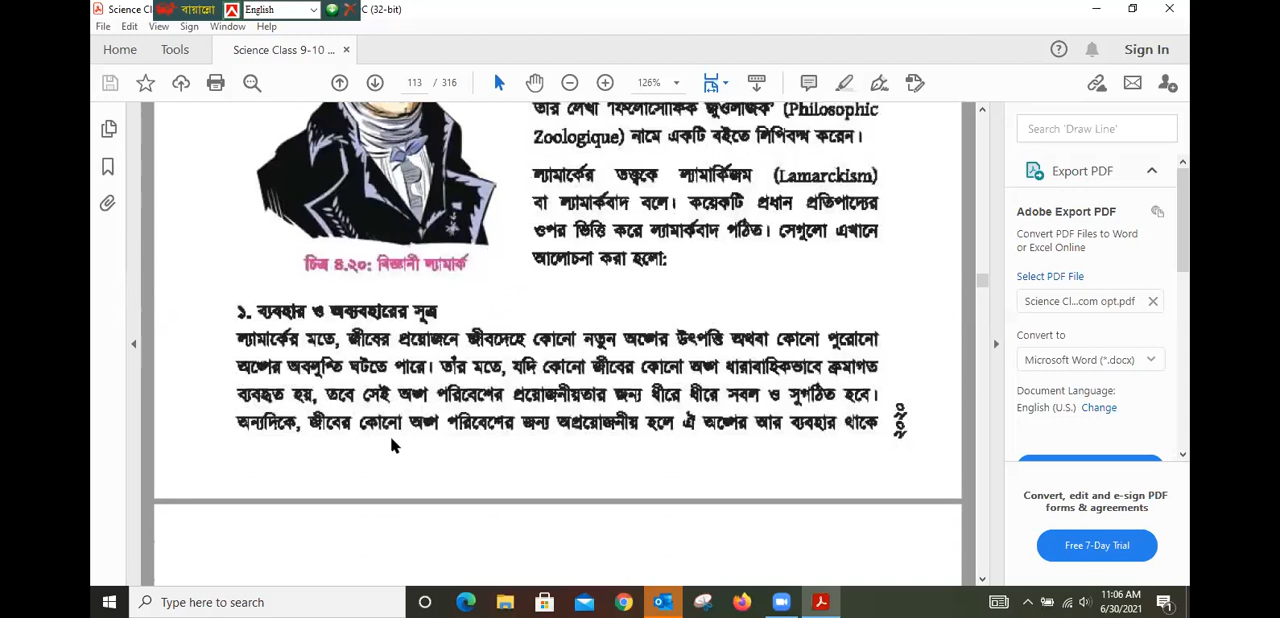 Science Cl
বায়ান্নো
English
C (32-bit)
File Edit View Sign Window Help
Home Tools Science Class 9-10 ... Sign In
113 / 316 126%
তার লেখা ‘ফিলোসোফিক জুওলজিক’ (Philosophic
Zoologique) নামে একটি বইতে লিপিবদ্ধ করেন।
ল্যামার্কের তত্ত্বকে ল্যামার্কিজম (Lamarckism)
বা ল্যামার্কবাদ বলে। কয়েকটি প্রধান প্রতিপাদ্যের
ওপর ভিত্তি করে ল্যামার্কবাদ গঠিত। সেগুলো এখানে
আলোচনা করা হলো:
চিত্র ৪.২০: বিজ্ঞানী ল্যামার্ক
১. ব্যবহার ও অব্যবহারের সূত্র
ল্যামার্কের মতে, জীবের প্রয়োজনে জীবদেহে কোনো নতুন অঙ্গের উৎপত্তি অথবা কোনো পুরোনো
অঙ্গের অবলুপ্তি ঘটতে পারে। তাঁর মতে, যদি কোনো জীবের কোনো অঙ্গ ধারাবাহিকভাবে ক্রমাগত
ব্যবহৃত হয়, তবে সেই অঙ্গ পরিবেশের প্রয়োজনীয়তার জন্য ধীরে ধীরে সবল ও সুগঠিত হবে।
অন্যদিকে, জীবের কোনো অঙ্গ পরিবেশের জন্য অপ্রয়োজনীয় হলে ঐ অঙ্গের আর ব্যবহার থাকে
২০২০
Search 'Draw Line'
Export PDF
Adobe Export PDF
Convert PDF Files to Word
or Excel Online
Select PDF File
Science Cl...com opt.pdf
Convert to
Microsoft Word (*.docx)
Document Language:
English (U.S.) Change
Convert, edit and e-sign PDF
forms & agreements
Free 7-Day Trial
Type here to search
11:06 AM
6/30/2021
1